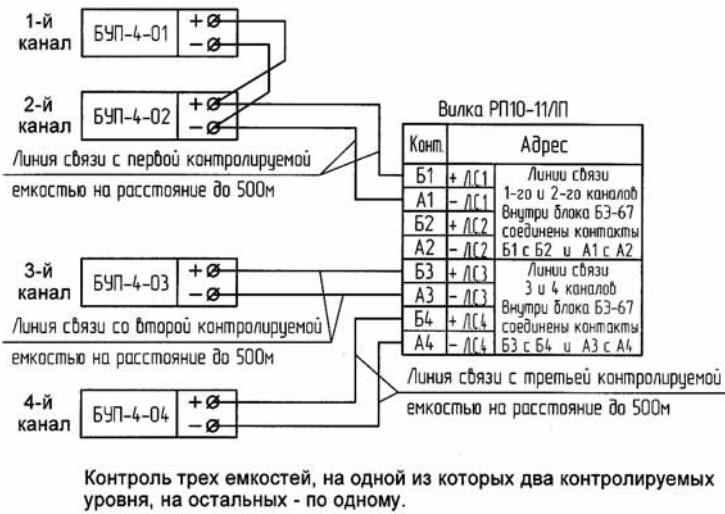 1-й
канал
БУП-4-01
+
-
2-й
канал
БУП-4-02
+
-
Линия связи с первой контролируемой
емкостью на расстояние до 500м
3-й
канал
БУП-4-03
+
-
Линия связи со второй контролируемой
емкостью на расстояние до 500м
4-й
канал
БУП-4-04
+
-
Вилка РП10-11/ЛП
Конт. Адрес
Б1 + ЛС1
А1 - ЛС1
Б2 + ЛС2
А2 - ЛС2
Линии связи
1-го и 2-го каналов
Внутри блока БЭ-67
соединены контакты
Б1 с Б2 и А1 с А2
Б3 + ЛС3
А3 - ЛС3
Б4 + ЛС4
А4 - ЛС4
Линии связи
3 и 4 каналов
Внутри блока БЭ-67
соединены контакты
Б3 с Б4 и А3 с А4
Линия связи с третьей контролируемой
емкостью на расстояние до 500м
Контроль трех емкостей, на одной из которых два контролируемых
уровня, на остальных - по одному.